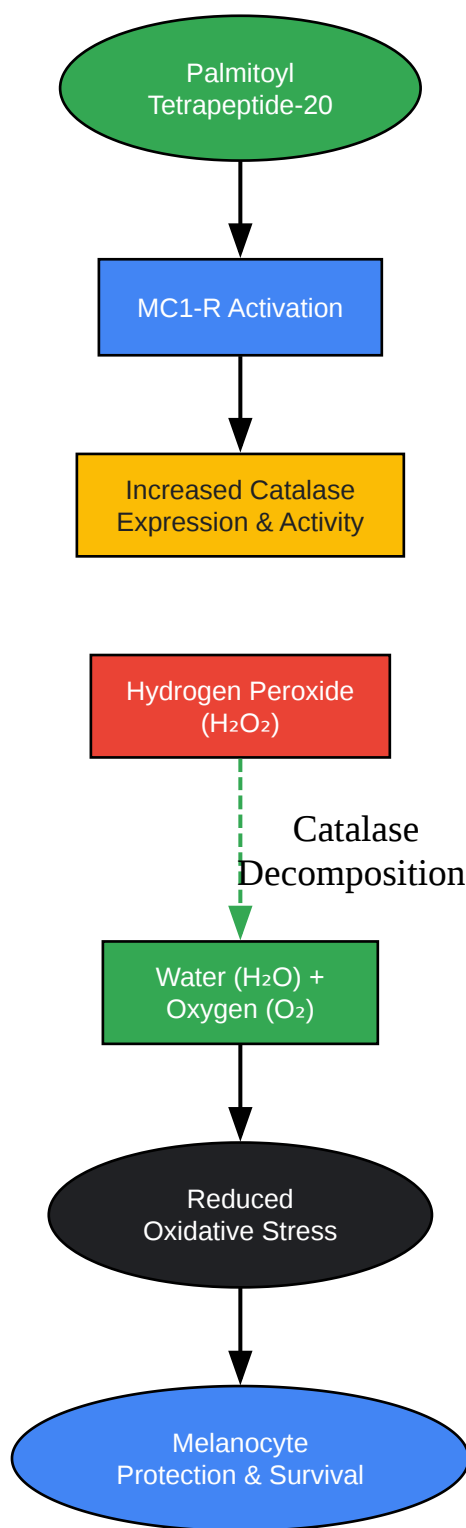 Palmitoyl
Tetrapeptide-20
MC1-R Activation
Increased Catalase
Expression & Activity
Hydrogen Peroxide
(H₂O₂)
Catalase
Decomposition
Water (H₂O) +
Oxygen (O₂)
Reduced
Oxidative Stress
Melanocyte
Protection & Survival